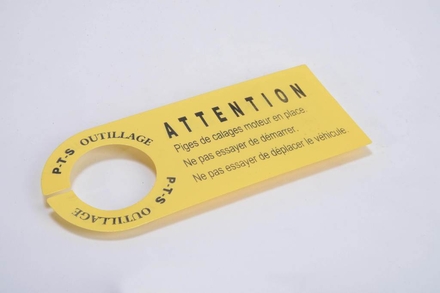 ATTENTION
Piges de calages moteur en place.
Ne pas essayer de démarrer.
Ne pas essayer de déplacer le véhicule.
P-T-S OUTILLAGE
P-T-S OUTILLAGE